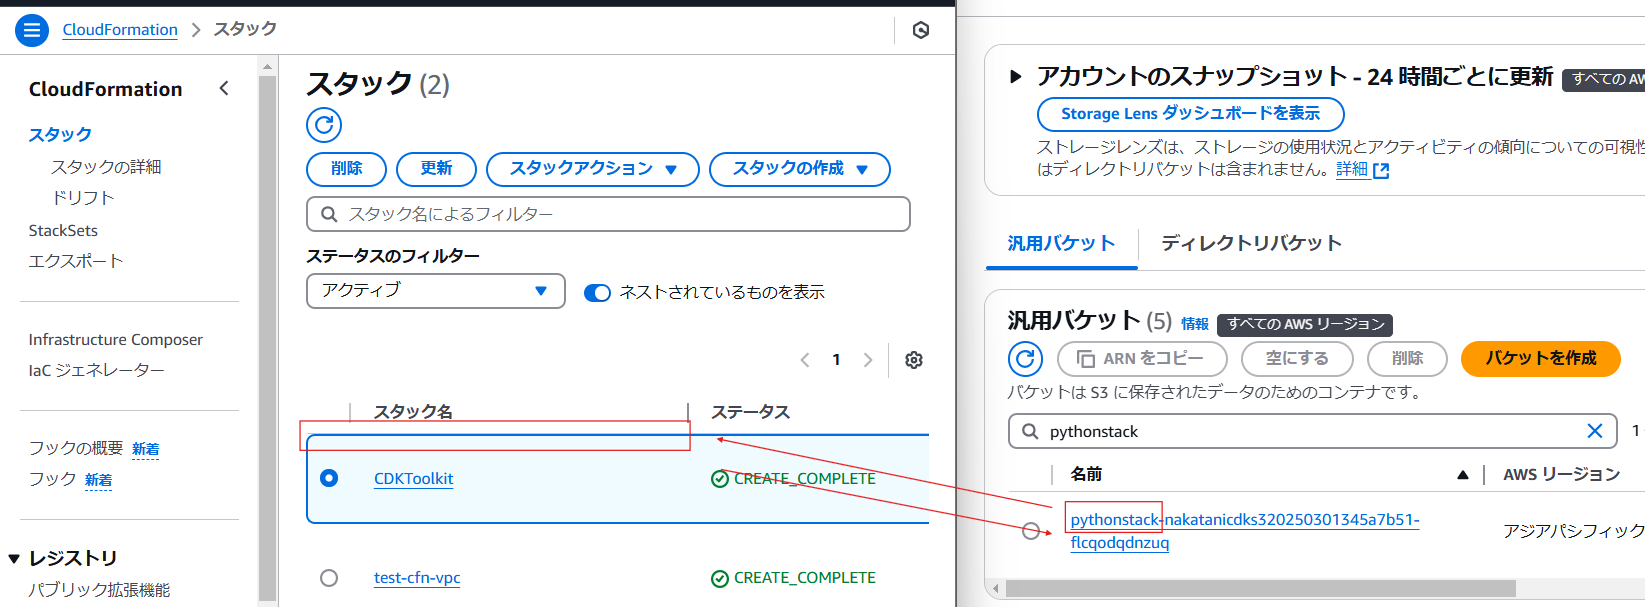 CloudFormation > スタック
CloudFormation
スタック
スタックの詳細
ドリフト
StackSets
エクスポート
Infrastructure Composer
IaC ジェネレーター
フックの概要 新着
フック 新着
レジストリ
パブリック拡張機能
スタック (2)
削除 更新 スタックアクション スタックの作成
スタック名によるフィルター
ステータスのフィルター
アクティブ ネストされているものを表示
1
スタック名 ステータス
CDKToolkit CREATE_COMPLETE
test-cfn-vpc CREATE_COMPLETE
アカウントのスナップショット - 24 時間ごとに更新 すべての AW
Storage Lens ダッシュボードを表示
ストレージレンズは、ストレージの使用状況とアクティビティの傾向についての可視性
はディレクトリバケットは含まれません。詳細
汎用バケット ディレクトリバケット
汎用バケット (5) 情報 すべての AWS リージョン
ARN をコピー 空にする 削除 バケットを作成
バケットは S3 に保存されたデータのためのコンテナです。
pythonstack 1
名前 AWS リージョン
pythonstack-nakatanicdks320250301345a7b51- アジアパシフィック
flcqodqdnzuq